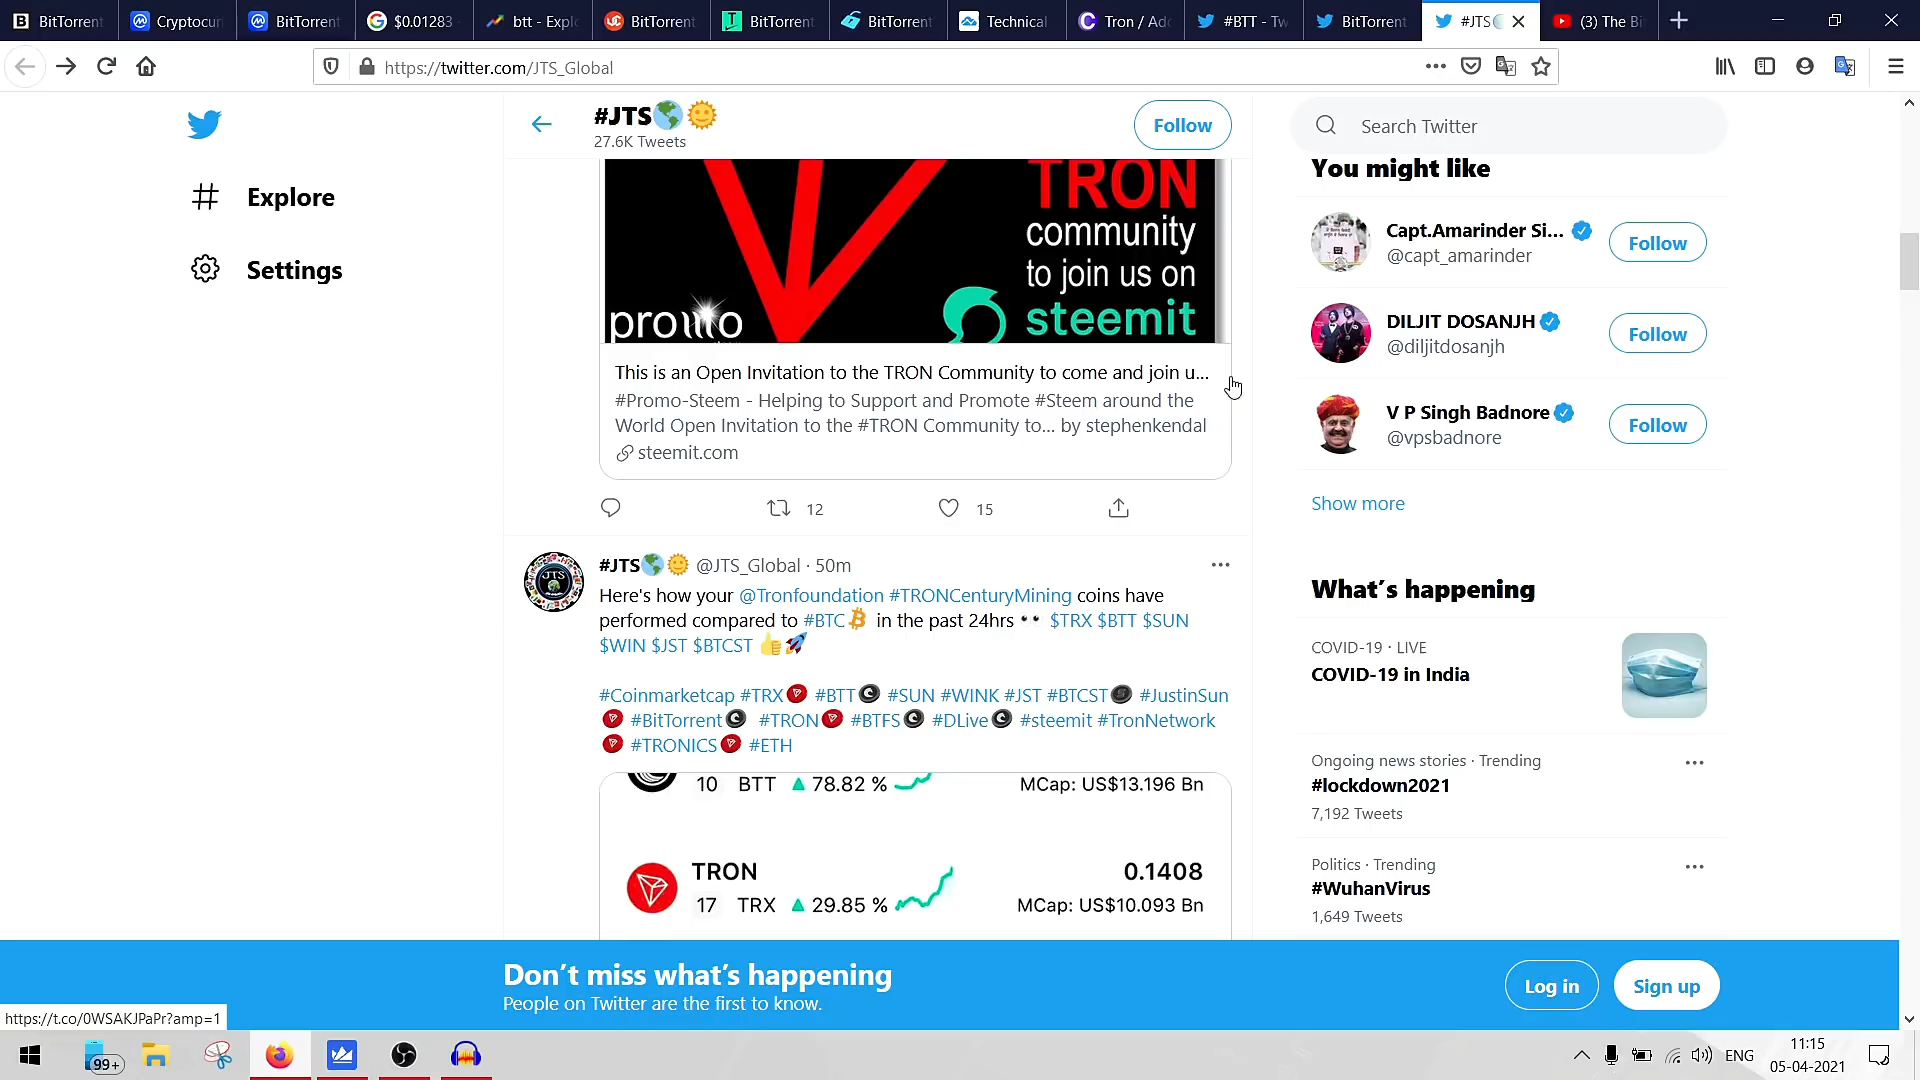 BitTorrent
Cryptocurr
BitTorrent
$0.01283
btt - Explo
BitTorrent
BitTorrent
BitTorrent
Technical
Tron / Ada
#BTT - Tw
BitTorrent
#JTS
(3) The Bi
https://twitter.com/JTS_Global
#JTS🌎🌞
27.6K Tweets
Follow
Search Twitter
Explore
Settings
TRON
community
to join us on
steemit
promo
This is an Open Invitation to the TRON Community to come and join u...
#Promo-Steem - Helping to Support and Promote #Steem around the
World Open Invitation to the #TRON Community to... by stephenkendal
steemit.com
12
15
#JTS🌎🌞 @JTS_Global · 50m
Here's how your @Tronfoundation #TRONCenturyMining coins have
performed compared to #BTC in the past 24hrs 👀 $TRX $BTT $SUN
$WIN $JST $BTCST 👍🚀
#Coinmarketcap #TRX #BTT #SUN #WINK #JST #BTCST #JustinSun
#BitTorrent #TRON #BTFS #DLive #steemit #TronNetwork
#TRONICS #ETH
10 BTT ▲ 78.82 % MCap: US$13.196 Bn
TRON 0.1408
17 TRX ▲ 29.85 % MCap: US$10.093 Bn
You might like
Capt.Amarinder Si...
@capt_amarinder
Follow
DILJIT DOSANJH
@diljitdosanjh
Follow
V P Singh Badnore
@vpsbadnore
Follow
Show more
What's happening
COVID-19 · LIVE
COVID-19 in India
Ongoing news stories · Trending
#lockdown2021
7,192 Tweets
Politics · Trending
#WuhanVirus
1,649 Tweets
Don't miss what's happening
People on Twitter are the first to know.
Log in
Sign up
https://t.co/0WSAKJPaPr?amp=1
99+
ENG
11:15
05-04-2021